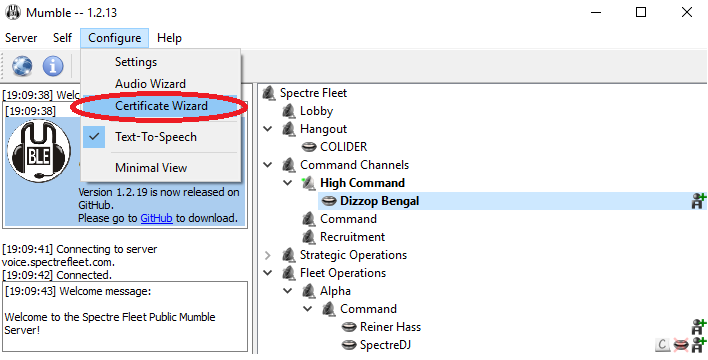 Mumble -- 1.2.13
Server Self Configure Help
Settings
Audio Wizard
Certificate Wizard
Text-To-Speech
Minimal View
[19:09:38] Welc
[19:09:38]
BLE
Version 1.2.19 is now released on
GitHub.
Please go to GitHub to download.
[19:09:41] Connecting to server
voice.spectrefleet.com.
[19:09:42] Connected.
[19:09:43] Welcome message:
Welcome to the Spectre Fleet Public Mumble
Server!
Spectre Fleet
Lobby
Hangout
COLIDER
Command Channels
High Command
Dizzop Bengal
Command
Recruitment
Strategic Operations
Fleet Operations
Alpha
Command
Reiner Hass
SpectreDJ
C